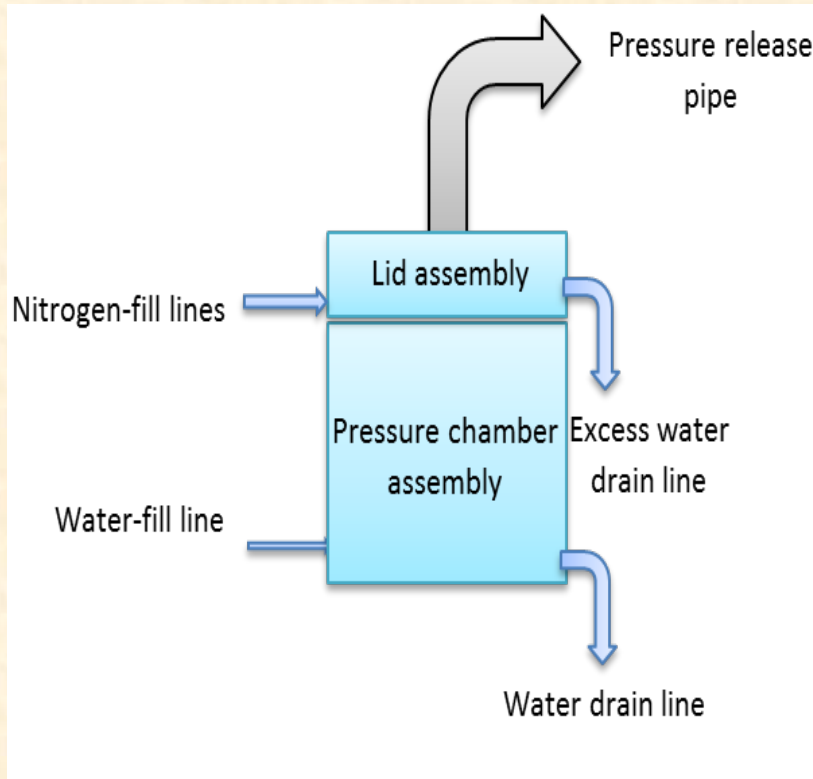 Pressure release
pipe
Lid assembly
Nitrogen-fill lines
Pressure chamber
assembly
Excess water
drain line
Water-fill line
Water drain line